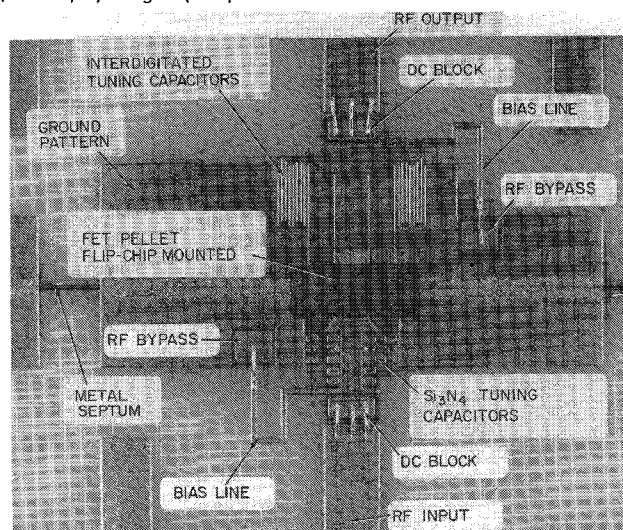 RF OUTPUT
INTERDIGITATED
TUNING CAPACITORS
DC BLOCK
BIAS LINE
GROUND
PATTERN
RF BYPASS
FET PELLET
FLIP-CHIP MOUNTED
RF BYPASS
METAL
SEPTUM
Si₃N₄ TUNING
CAPACITORS
DC BLOCK
BIAS LINE
RF INPUT